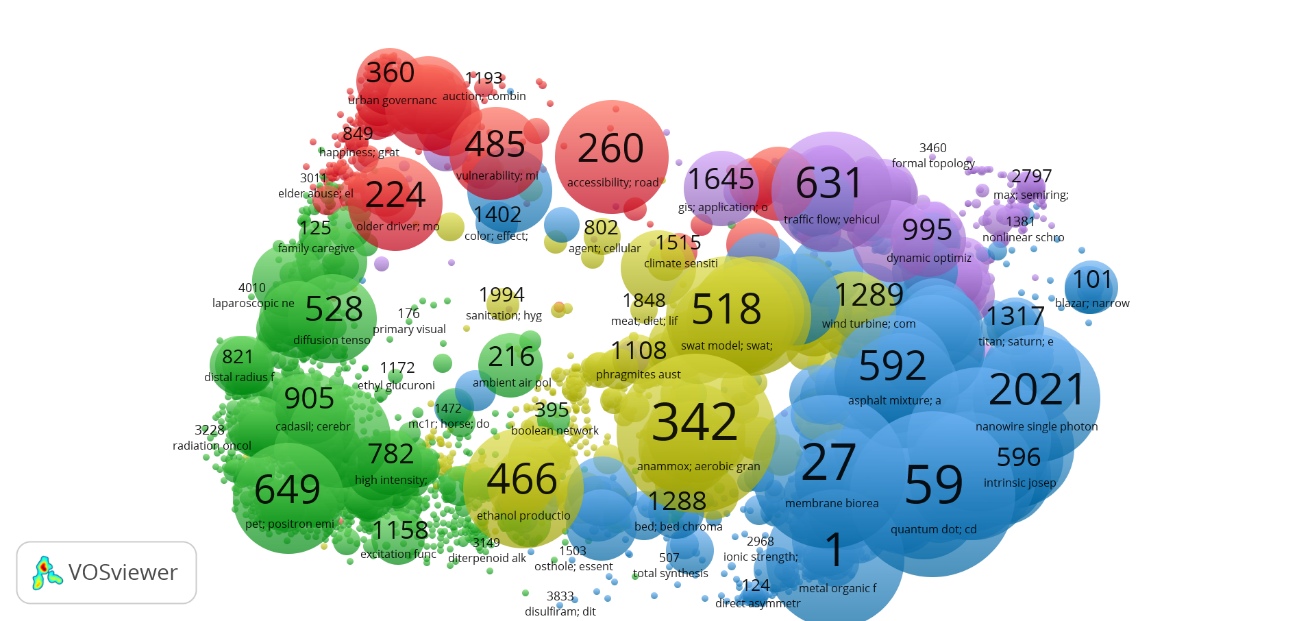 360
urban governanc
1193
auction; combin
849
happiness; grat
485
vulnerability; mi
260
accessibility; road
3011
elder abuse; el
224
older driver; mo
1402
color; effect;
1645
gis; application; o
631
traffic flow; vehicul
3460
formal topology
2797
max; semiring;
1381
nonlinear schro
995
dynamic optimiz
125
family caregive
802
agent; cellular
1515
climate sensiti
4010
laparoscopic ne
528
diffusion tenso
176
primary visual
1994
sanitation; hyg
1848
meat; diet; lif
518
swat model; swat;
1289
wind turbine; com
101
blazar; narrow
1317
titan; saturn; e
821
distal radius f
1172
ethyl glucuroni
216
ambient air pol
1108
phragmites aust
592
asphalt mixture; a
2021
nanowire single photon
905
cadasil; cerebr
1472
mc1r; horse; do
395
boolean network
342
anammox; aerobic gran
3228
radiation oncol
782
high intensity;
466
ethanol productio
27
membrane biorea
59
quantum dot; cd
596
intrinsic josep
649
pet; positron emi
1288
bed; bed chroma
1158
excitation func
3149
diterpenoid alk
1503
osthole; essent
507
total synthesis
2968
ionic strength;
1
metal organic f
124
direct asymmetr
3833
disulfiram; dit
VOSviewer